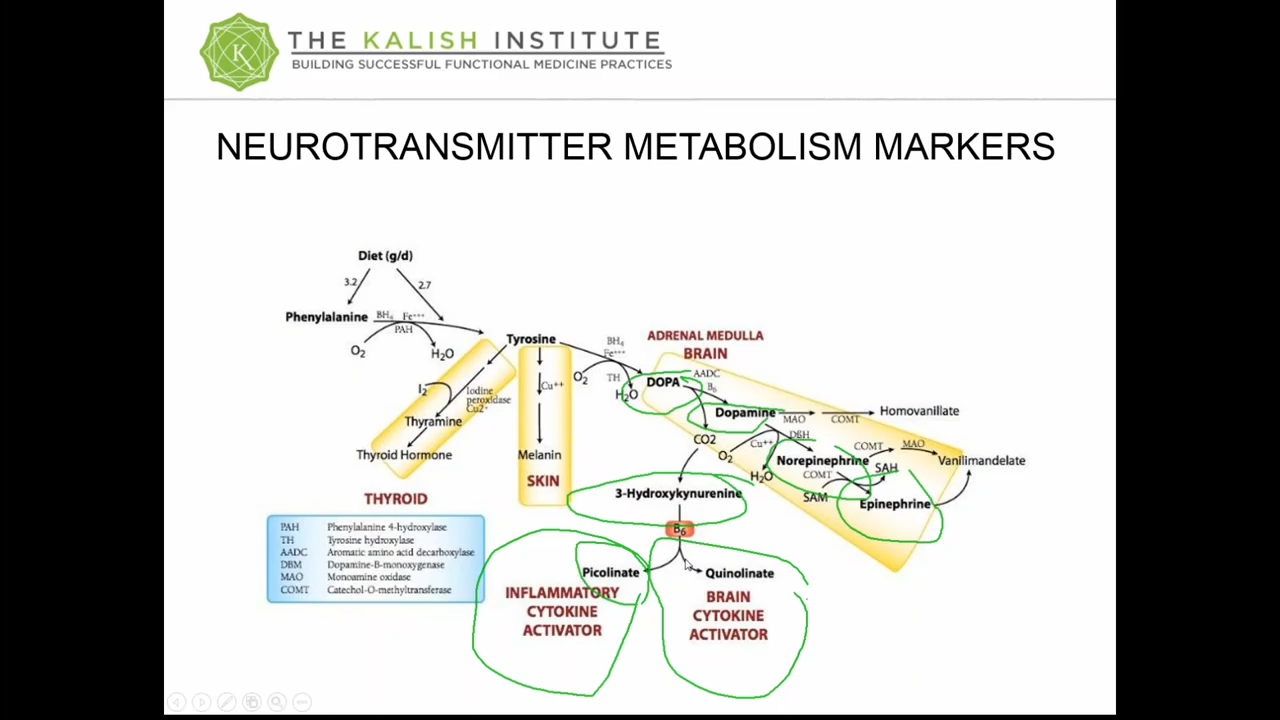 THE KALISH INSTITUTE
BUILDING SUCCESSFUL FUNCTIONAL MEDICINE PRACTICES
NEUROTRANSMITTER METABOLISM MARKERS
Diet (g/d)
3.2
2.7
Phenylalanine
BH₄ Fe⁺⁺⁺
PAH
O₂
H₂O
Tyrosine
BH₄
Fe⁺⁺⁺
O₂
TH
H₂O
ADRENAL MEDULLA
BRAIN
DOPA
AADC
B₆
Dopamine
MAO
COMT
Homovanillate
I₂
Iodine
peroxidase
Cu2⁺
Thyramine
Thyroid Hormone
THYROID
Cu⁺⁺
Melanin
SKIN
CO2
O₂
Cu⁺⁺
DBH
H₂O
Norepinephrine
COMT
MAO
Vanilimandelate
COMT
SAH
SAM
Epinephrine
3-Hydroxykynurenine
B₆
Picolinate
Quinolinate
INFLAMMATORY
CYTOKINE
ACTIVATOR
BRAIN
CYTOKINE
ACTIVATOR
PAH Phenylalanine 4-hydroxylase
TH Tyrosine hydroxylase
AADC Aromatic amino acid decarboxylase
DBM Dopamine-B-monoxygenase
MAO Monoamine oxidase
COMT Catechol-O-methyltransferase